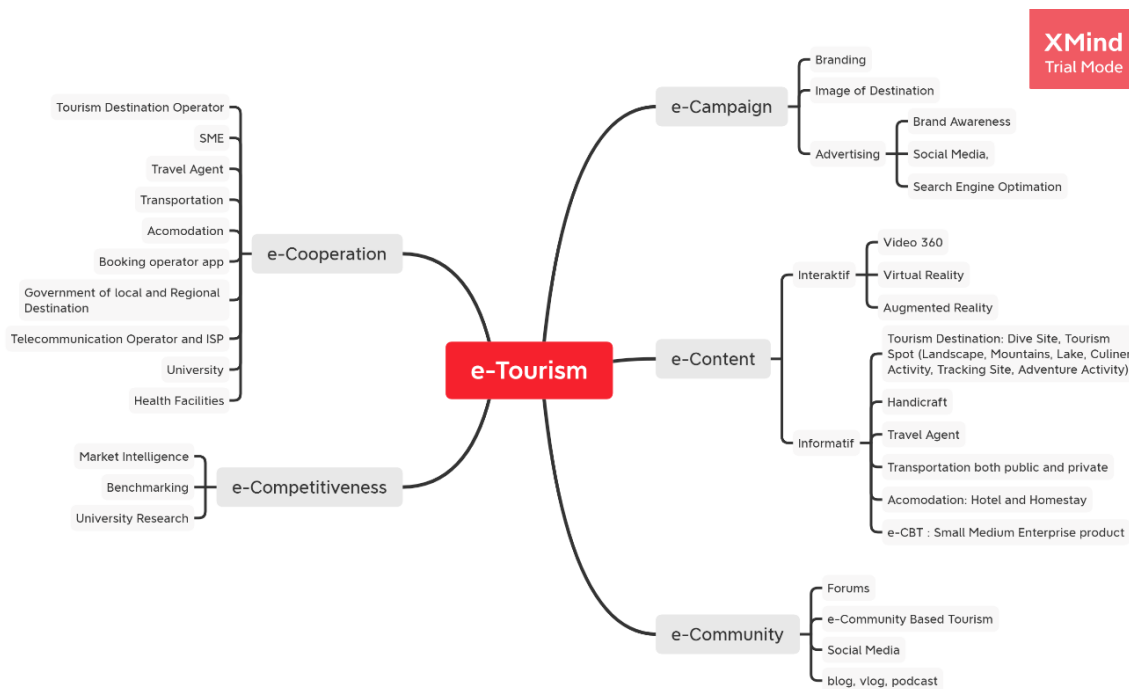 XMind
Trial Mode
e-Tourism
e-Campaign
Branding
Image of Destination
Advertising
Brand Awareness
Social Media,
Search Engine Optimation
e-Content
Interaktif
Video 360
Virtual Reality
Augmented Reality
Informatif
Tourism Destination: Dive Site, Tourism
Spot (Landscape, Mountains, Lake, Culiner
Activity, Tracking Site, Adventure Activity)
Handicraft
Travel Agent
Transportation both public and private
Acomodation: Hotel and Homestay
e-CBT : Small Medium Enterprise product
e-Community
Forums
e-Community Based Tourism
Social Media
blog, vlog, podcast
e-Cooperation
Tourism Destination Operator
SME
Travel Agent
Transportation
Acomodation
Booking operator app
Government of local and Regional
Destination
Telecommunication Operator and ISP
University
Health Facilities
e-Competitiveness
Market Intelligence
Benchmarking
University Research